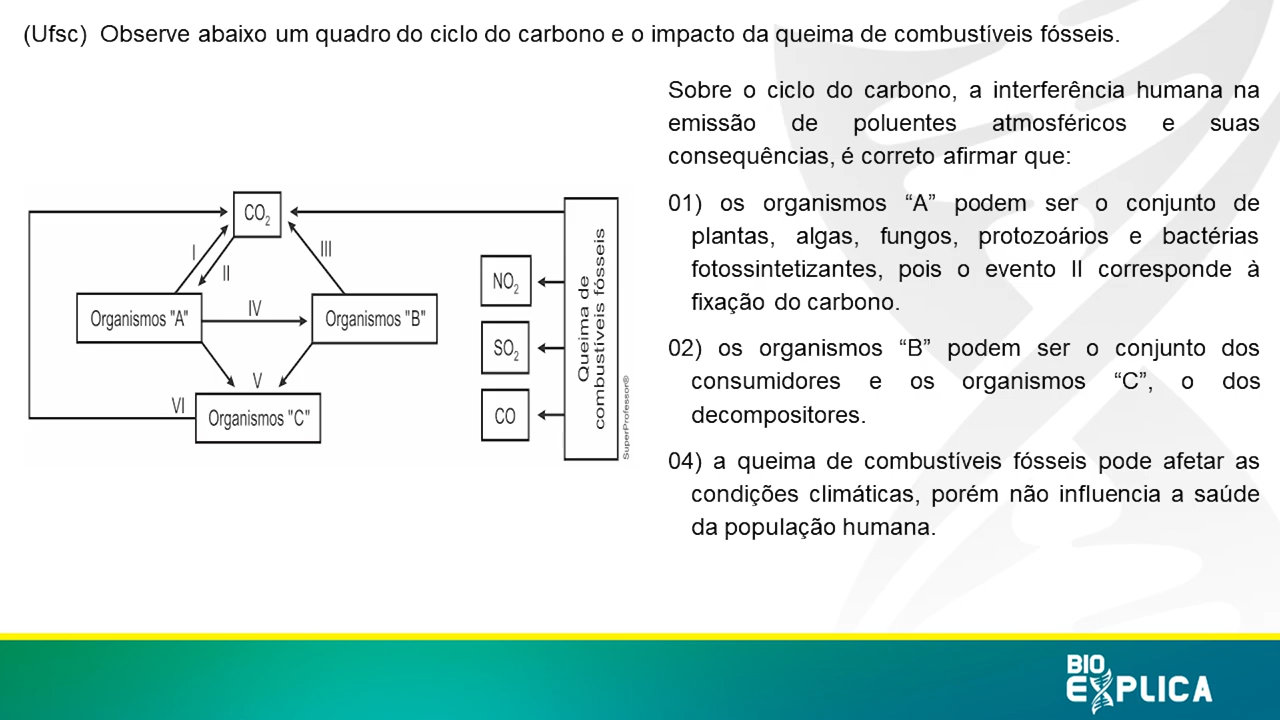 (Ufsc) Observe abaixo um quadro do ciclo do carbono e o impacto da queima de combustíveis fósseis.
CO2
I
II
III
Organismos "A"
IV
Organismos "B"
V
VI
Organismos "C"
NO2
SO2
CO
Queima de
combustíveis fósseis
SuperProfessor®
Sobre o ciclo do carbono, a interferência humana na
emissão de poluentes atmosféricos e suas
consequências, é correto afirmar que:
01) os organismos “A” podem ser o conjunto de
plantas, algas, fungos, protozoários e bactérias
fotossintetizantes, pois o evento II corresponde à
fixação do carbono.
02) os organismos “B” podem ser o conjunto dos
consumidores e os organismos “C”, o dos
decompositores.
04) a queima de combustíveis fósseis pode afetar as
condições climáticas, porém não influencia a saúde
da população humana.
BIO
EXPLICA